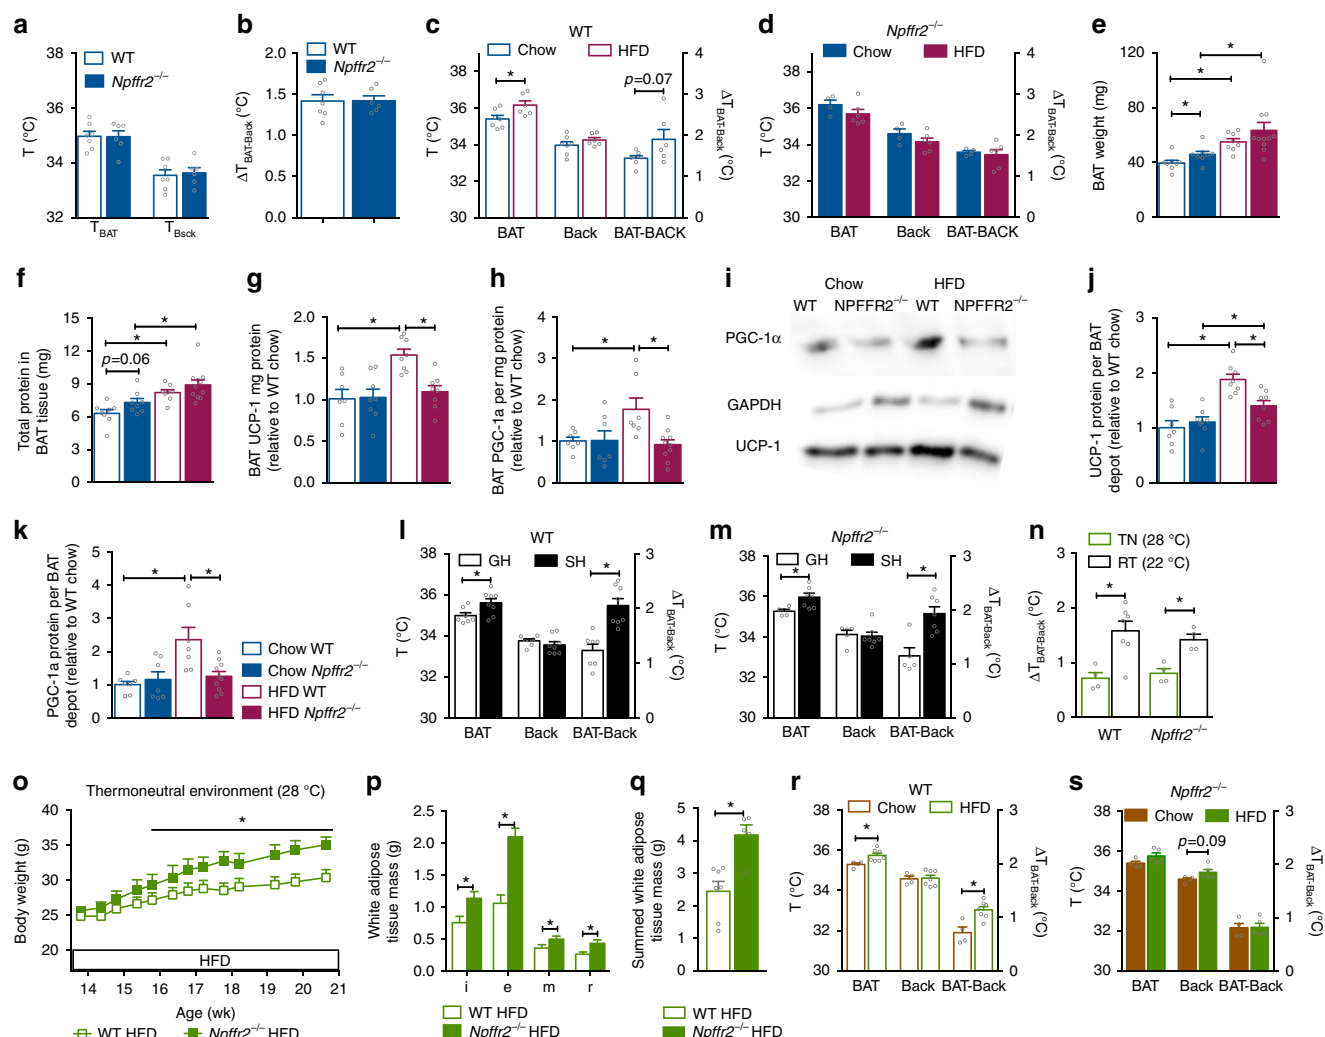 a
38
36
34
32
T (°C)
WT
Npffr2–/–
TBAT
TBsck
b
2.0
1.5
1.0
0.5
0.0
ΔTBAT-Back (°C)
WT
Npffr2–/–
c
WT
Chow
HFD
38
36
34
32
30
T (°C)
*
p=0.07
4
3
2
1
0
ΔTBAT-Back (°C)
BAT
Back
BAT-BACK
d
Npffr2–/–
Chow
HFD
38
36
34
32
30
T (°C)
4
3
2
1
0
ΔTBAT-Back (°C)
BAT
Back
BAT-BACK
e
120
80
40
0
BAT weight (mg)
*
*
*
f
15
12
9
6
3
0
Total protein in
BAT tissue (mg)
*
*
p=0.06
g
2.0
1.5
1.0
0.5
0.0
BAT UCP-1 mg protein
(relative to WT chow)
*
*
h
4
3
2
1
0
BAT PGC-1a per mg protein
(relative to WT chow)
*
*
i
Chow
HFD
WT
NPFFR2–/–
WT
NPFFR2–/–
PGC-1α
GAPDH
UCP-1
j
3
2
1
0
UCP-1 protein per BAT
depot (relative to WT chow)
*
*
*
k
5
4
3
2
1
0
PGC-1a protein per BAT
depot (relative to WT chow)
*
*
Chow WT
Chow Npffr2–/–
HFD WT
HFD Npffr2–/–
l
WT
GH
SH
38
36
34
32
30
T (°C)
*
*
3
2
1
0
ΔTBAT-Back (°C)
BAT
Back
BAT-Back
m
Npffr2–/–
GH
SH
38
36
34
32
30
T (°C)
*
*
3
2
1
0
ΔTBAT-Back (°C)
BAT
Back
BAT-Back
n
TN (28 °C)
RT (22 °C)
3
2
1
0
ΔTBAT-Back (°C)
*
*
WT
Npffr2–/–
o
Thermoneutral environment (28 °C)
*
40
35
30
25
20
Body weight (g)
HFD
14 15 16 17 18 19 20 21
Age (wk)
WT HFD
Npffr2–/– HFD
p
2.5
2.0
1.5
1.0
0.5
0.0
White adipose
tissue mass (g)
*
*
*
*
i e m r
WT HFD
Npffr2–/– HFD
q
5
4
3
2
1
0
Summed white adipose
tissue mass (g)
*
WT HFD
Npffr2–/– HFD
r
WT
Chow
HFD
38
36
34
32
30
T (°C)
*
*
3
2
1
0
ΔTBAT-Back (°C)
BAT
Back
BAT-Back
s
Npffr2–/–
Chow
HFD
38
36
34
32
30
T (°C)
p=0.09
3
2
1
0
ΔTBAT-Back (°C)
BAT
Back
BAT-Back